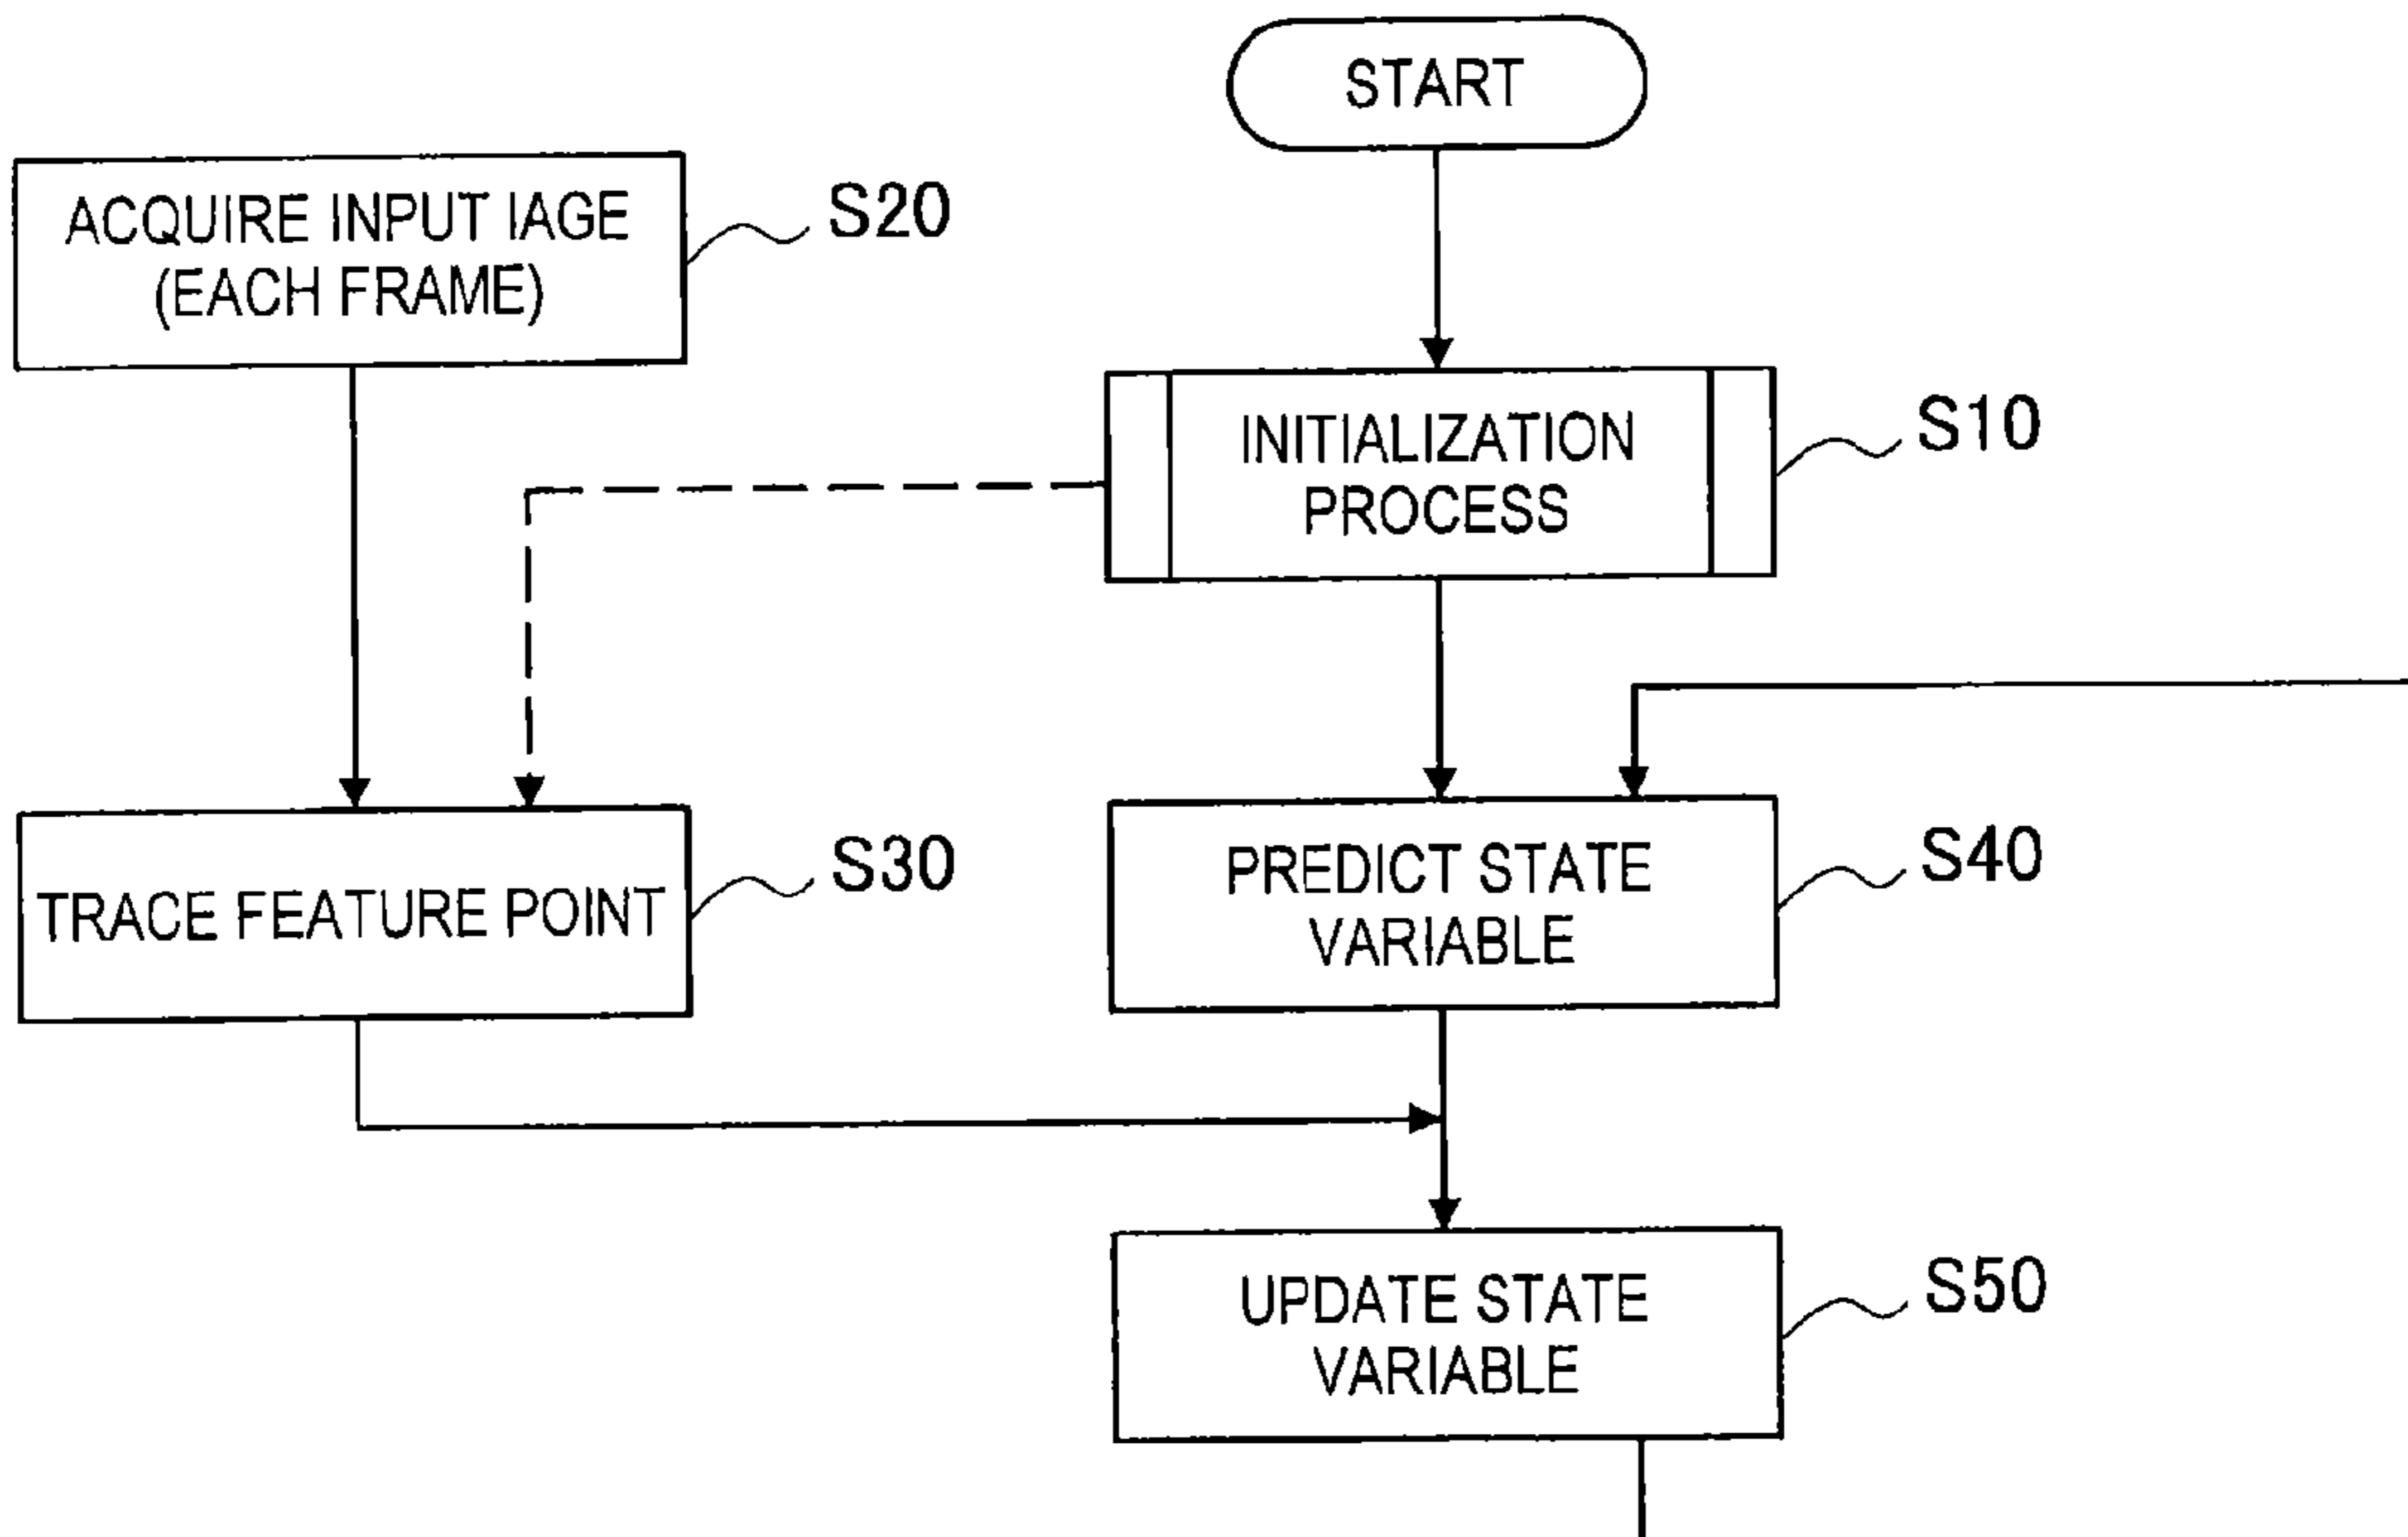 START
ACQUIRE INPUT IAGE
(EACH FRAME)
S20
INITIALIZATION
PROCESS
S10
TRACE FEATURE POINT
S30
PREDICT STATE
VARIABLE
S40
UPDATE STATE
VARIABLE
S50